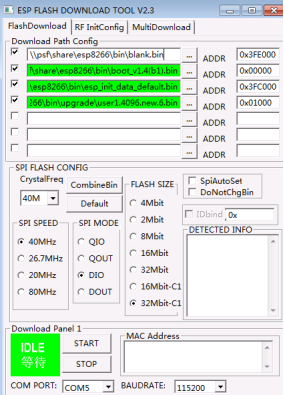 ESP FLASH DOWNLOAD TOOL V2.3
FlashDownload RF InitConfig MultiDownload
Download Path Config
\\psf\share\esp8266\bin\blank.bin ... ADDR 0x3FE000
\share\esp8266\bin\boot_v1.4(b1).bin ... ADDR 0x00000
\esp8266\bin\esp_init_data_default.bin ... ADDR 0x3FC000
266\bin\upgrade\user1.4096.new.6.bin ... ADDR 0x01000
... ADDR
... ADDR
... ADDR
SPI FLASH CONFIG
CrystalFreq
40M
CombineBin
Default
SPI SPEED
40MHz
26.7MHz
20MHz
80MHz
SPI MODE
QIO
QOUT
DIO
DOUT
FLASH SIZE
4Mbit
2Mbit
8Mbit
16Mbit
32Mbit
16Mbit-C1
32Mbit-C1
SpiAutoSet
DoNotChgBin
IDbind 0x
DETECTED INFO
Download Panel 1
IDLE
等待
START
STOP
MAC Address
COM PORT: COM5 BAUDRATE: 115200